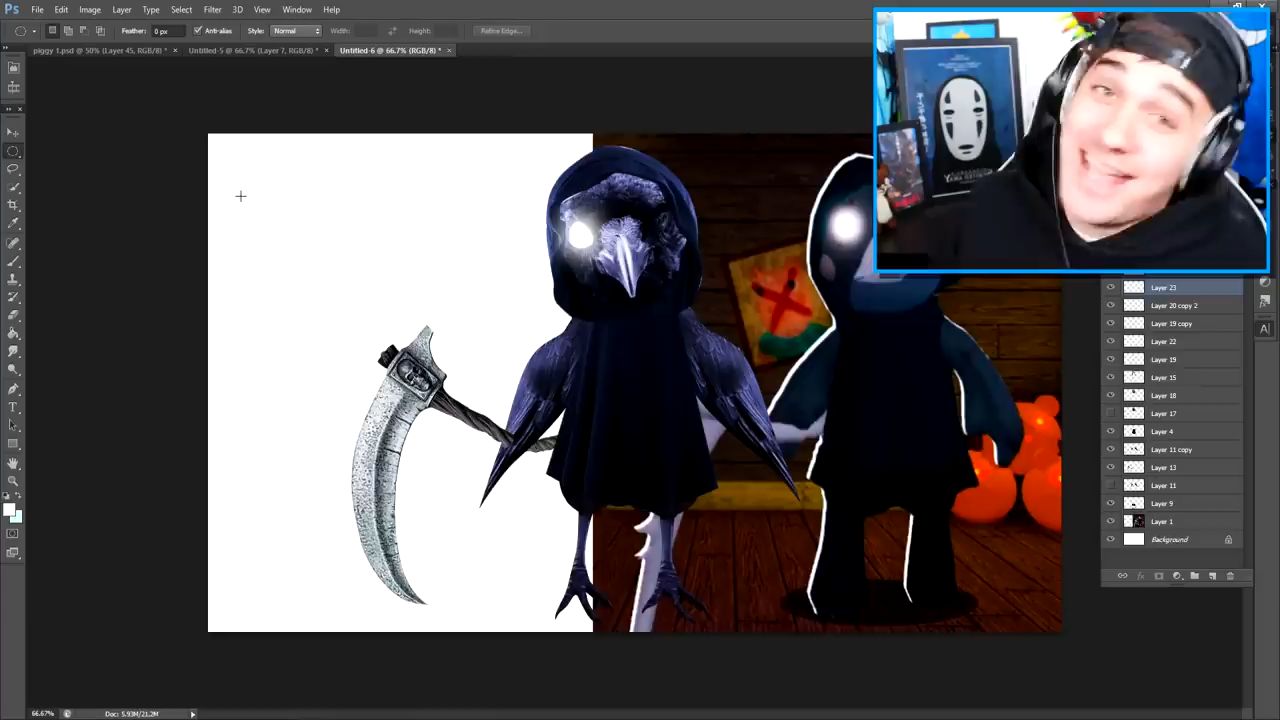 Ps File Edit Image Layer Type Select Filter 3D View Window Help
Feather: 0 px Anti-alias Style: Normal Width: Height: Refine Edge...
piggy 1.psd @ 50% (Layer 45, RGB/8) * × Untitled-5 @ 66.7% (Layer 7, RGB/8) * × Untitled-6 @ 66.7% (RGB/8) * ×
Layer 23
Layer 20 copy 2
Layer 19 copy
Layer 22
Layer 19
Layer 15
Layer 18
Layer 17
Layer 4
Layer 11 copy
Layer 13
Layer 11
Layer 9
Layer 1
Background
66.67% Doc: 5.93M/21.2M